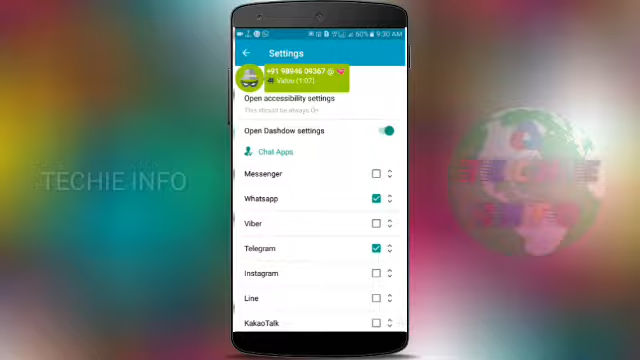 60% 9:30 AM
Settings
+91 98946 09367 @
Video (1:07)
Open accessibility settings
This should be always On
Open Dashdow settings
Chat Apps
Messenger
Whatsapp
Viber
Telegram
Instagram
Line
KakaoTalk
TECHIE INFO